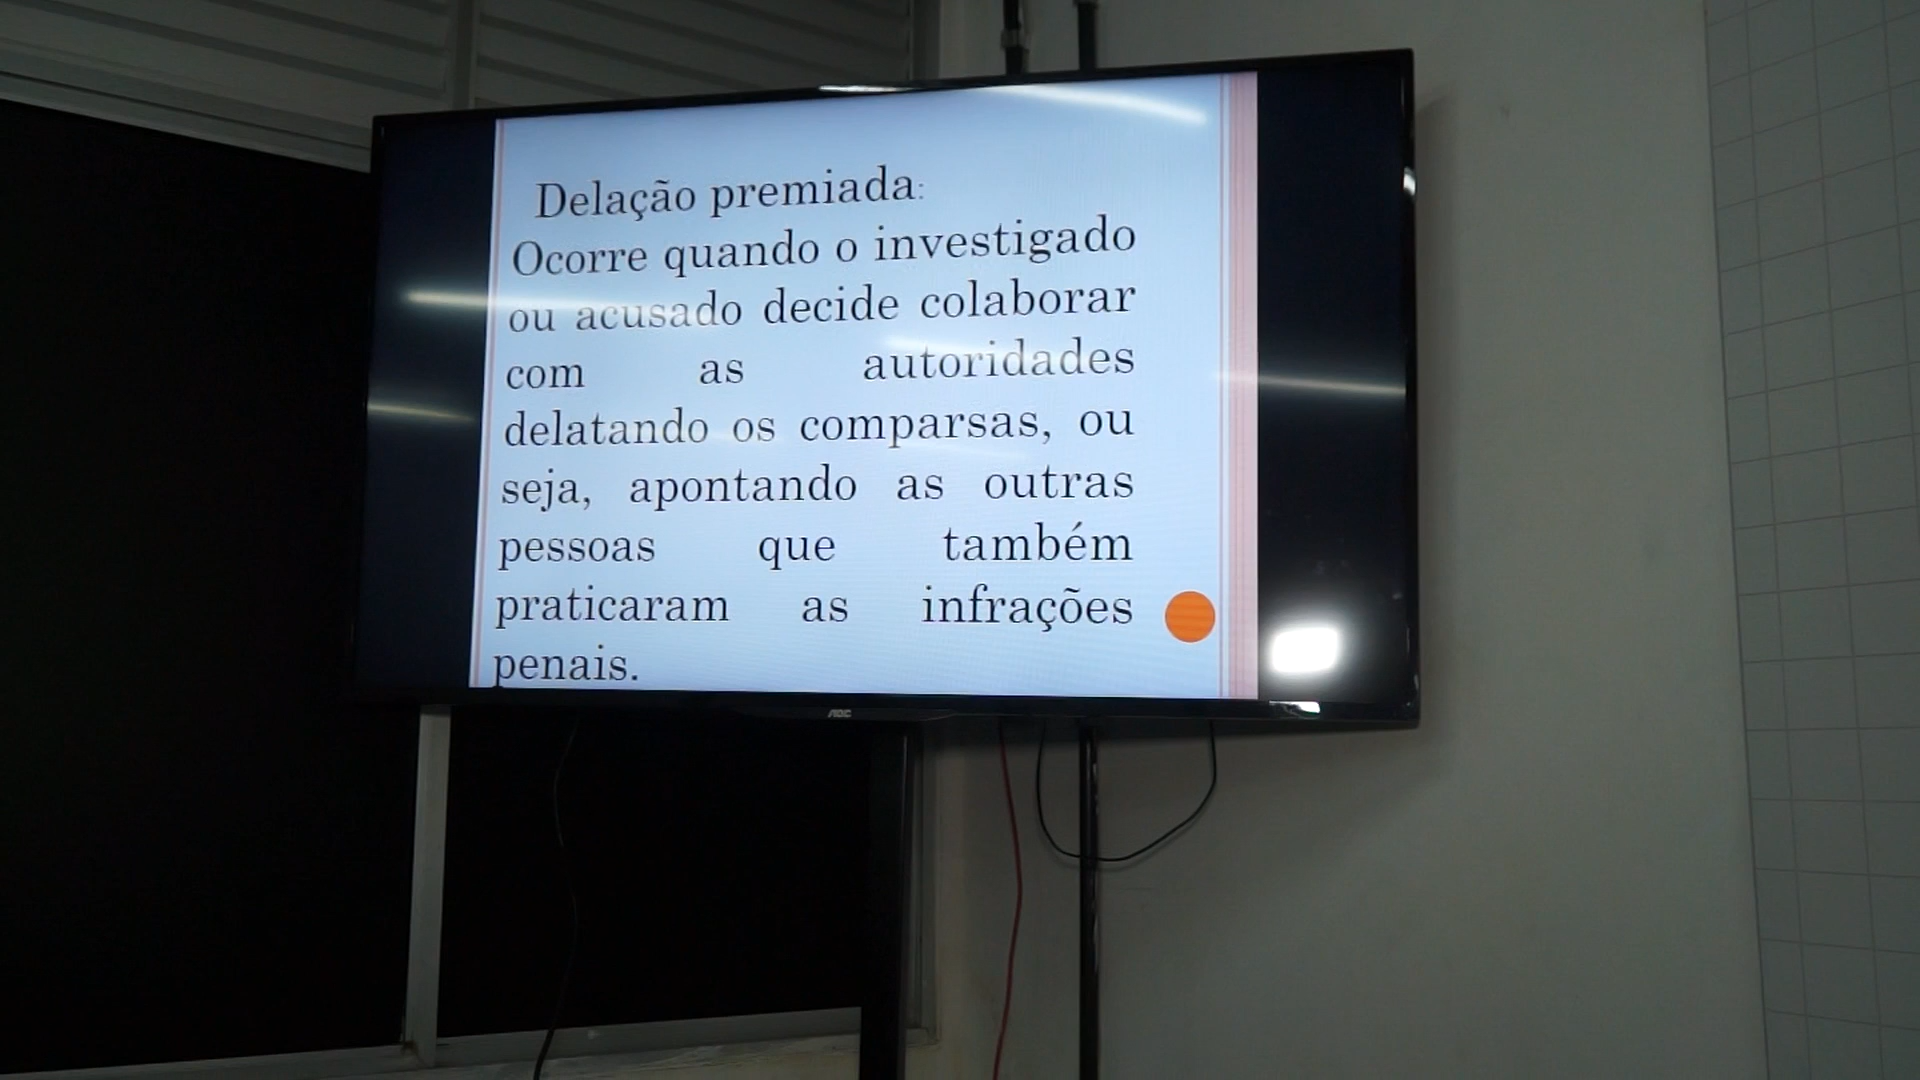 Delação premiada:
Ocorre quando o investigado
ou acusado decide colaborar
com as autoridades
delatando os comparsas, ou
seja, apontando as outras
pessoas que também
praticaram as infrações
penais.
AOC